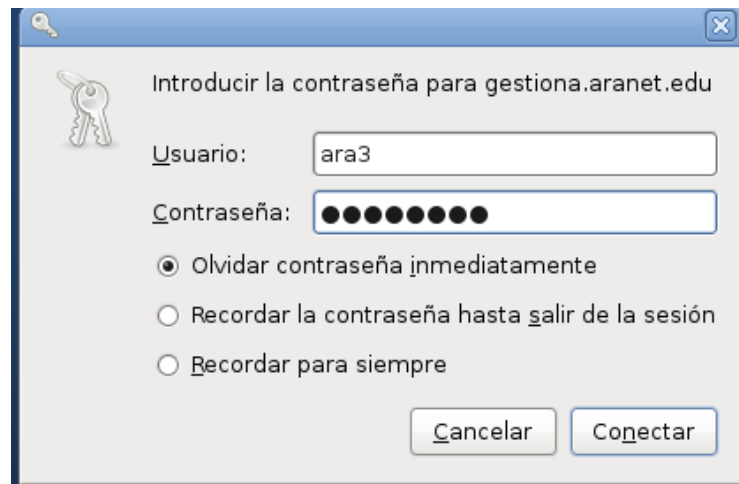 Introducir la contraseña para gestiona.aranet.edu
Usuario: ara3
Contraseña: ●●●●●●●●
Olvidar contraseña inmediatamente
Recordar la contraseña hasta salir de la sesión
Recordar para siempre
Cancelar Conectar